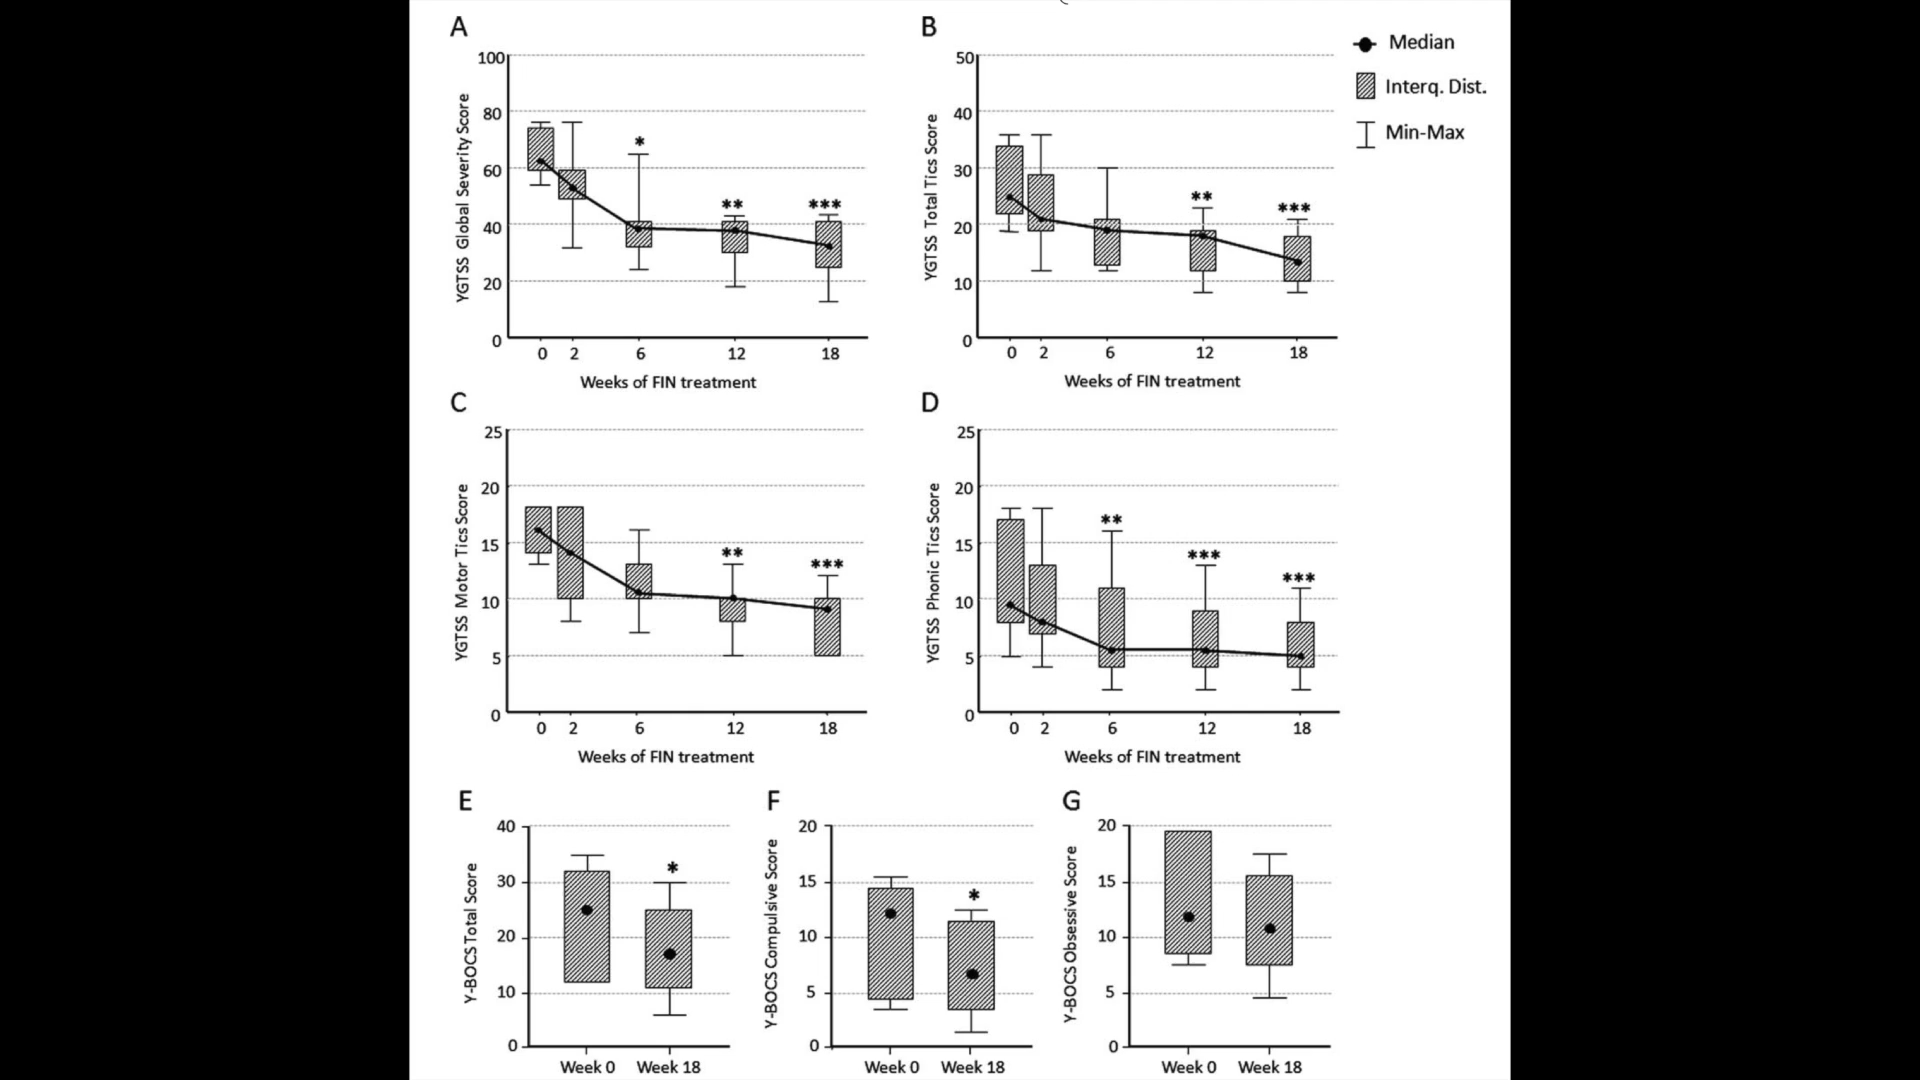 A
YGTSS Global Severity Score
100
80
60
40
20
0
*
**
***
0 2 6 12 18
Weeks of FIN treatment
B
YGTSS Total Tics Score
50
40
30
20
10
0
**
***
0 2 6 12 18
Weeks of FIN treatment
Median
Interq. Dist.
Min-Max
C
YGTSS Motor Tics Score
25
20
15
10
5
0
**
***
0 2 6 12 18
Weeks of FIN treatment
D
YGTSS Phonic Tics Score
25
20
15
10
5
0
**
***
***
0 2 6 12 18
Weeks of FIN treatment
E
Y-BOCS Total Score
40
30
20
10
0
*
Week 0 Week 18
F
Y-BOCS Compulsive Score
20
15
10
5
0
*
Week 0 Week 18
G
Y-BOCS Obsessive Score
20
15
10
5
0
Week 0 Week 18